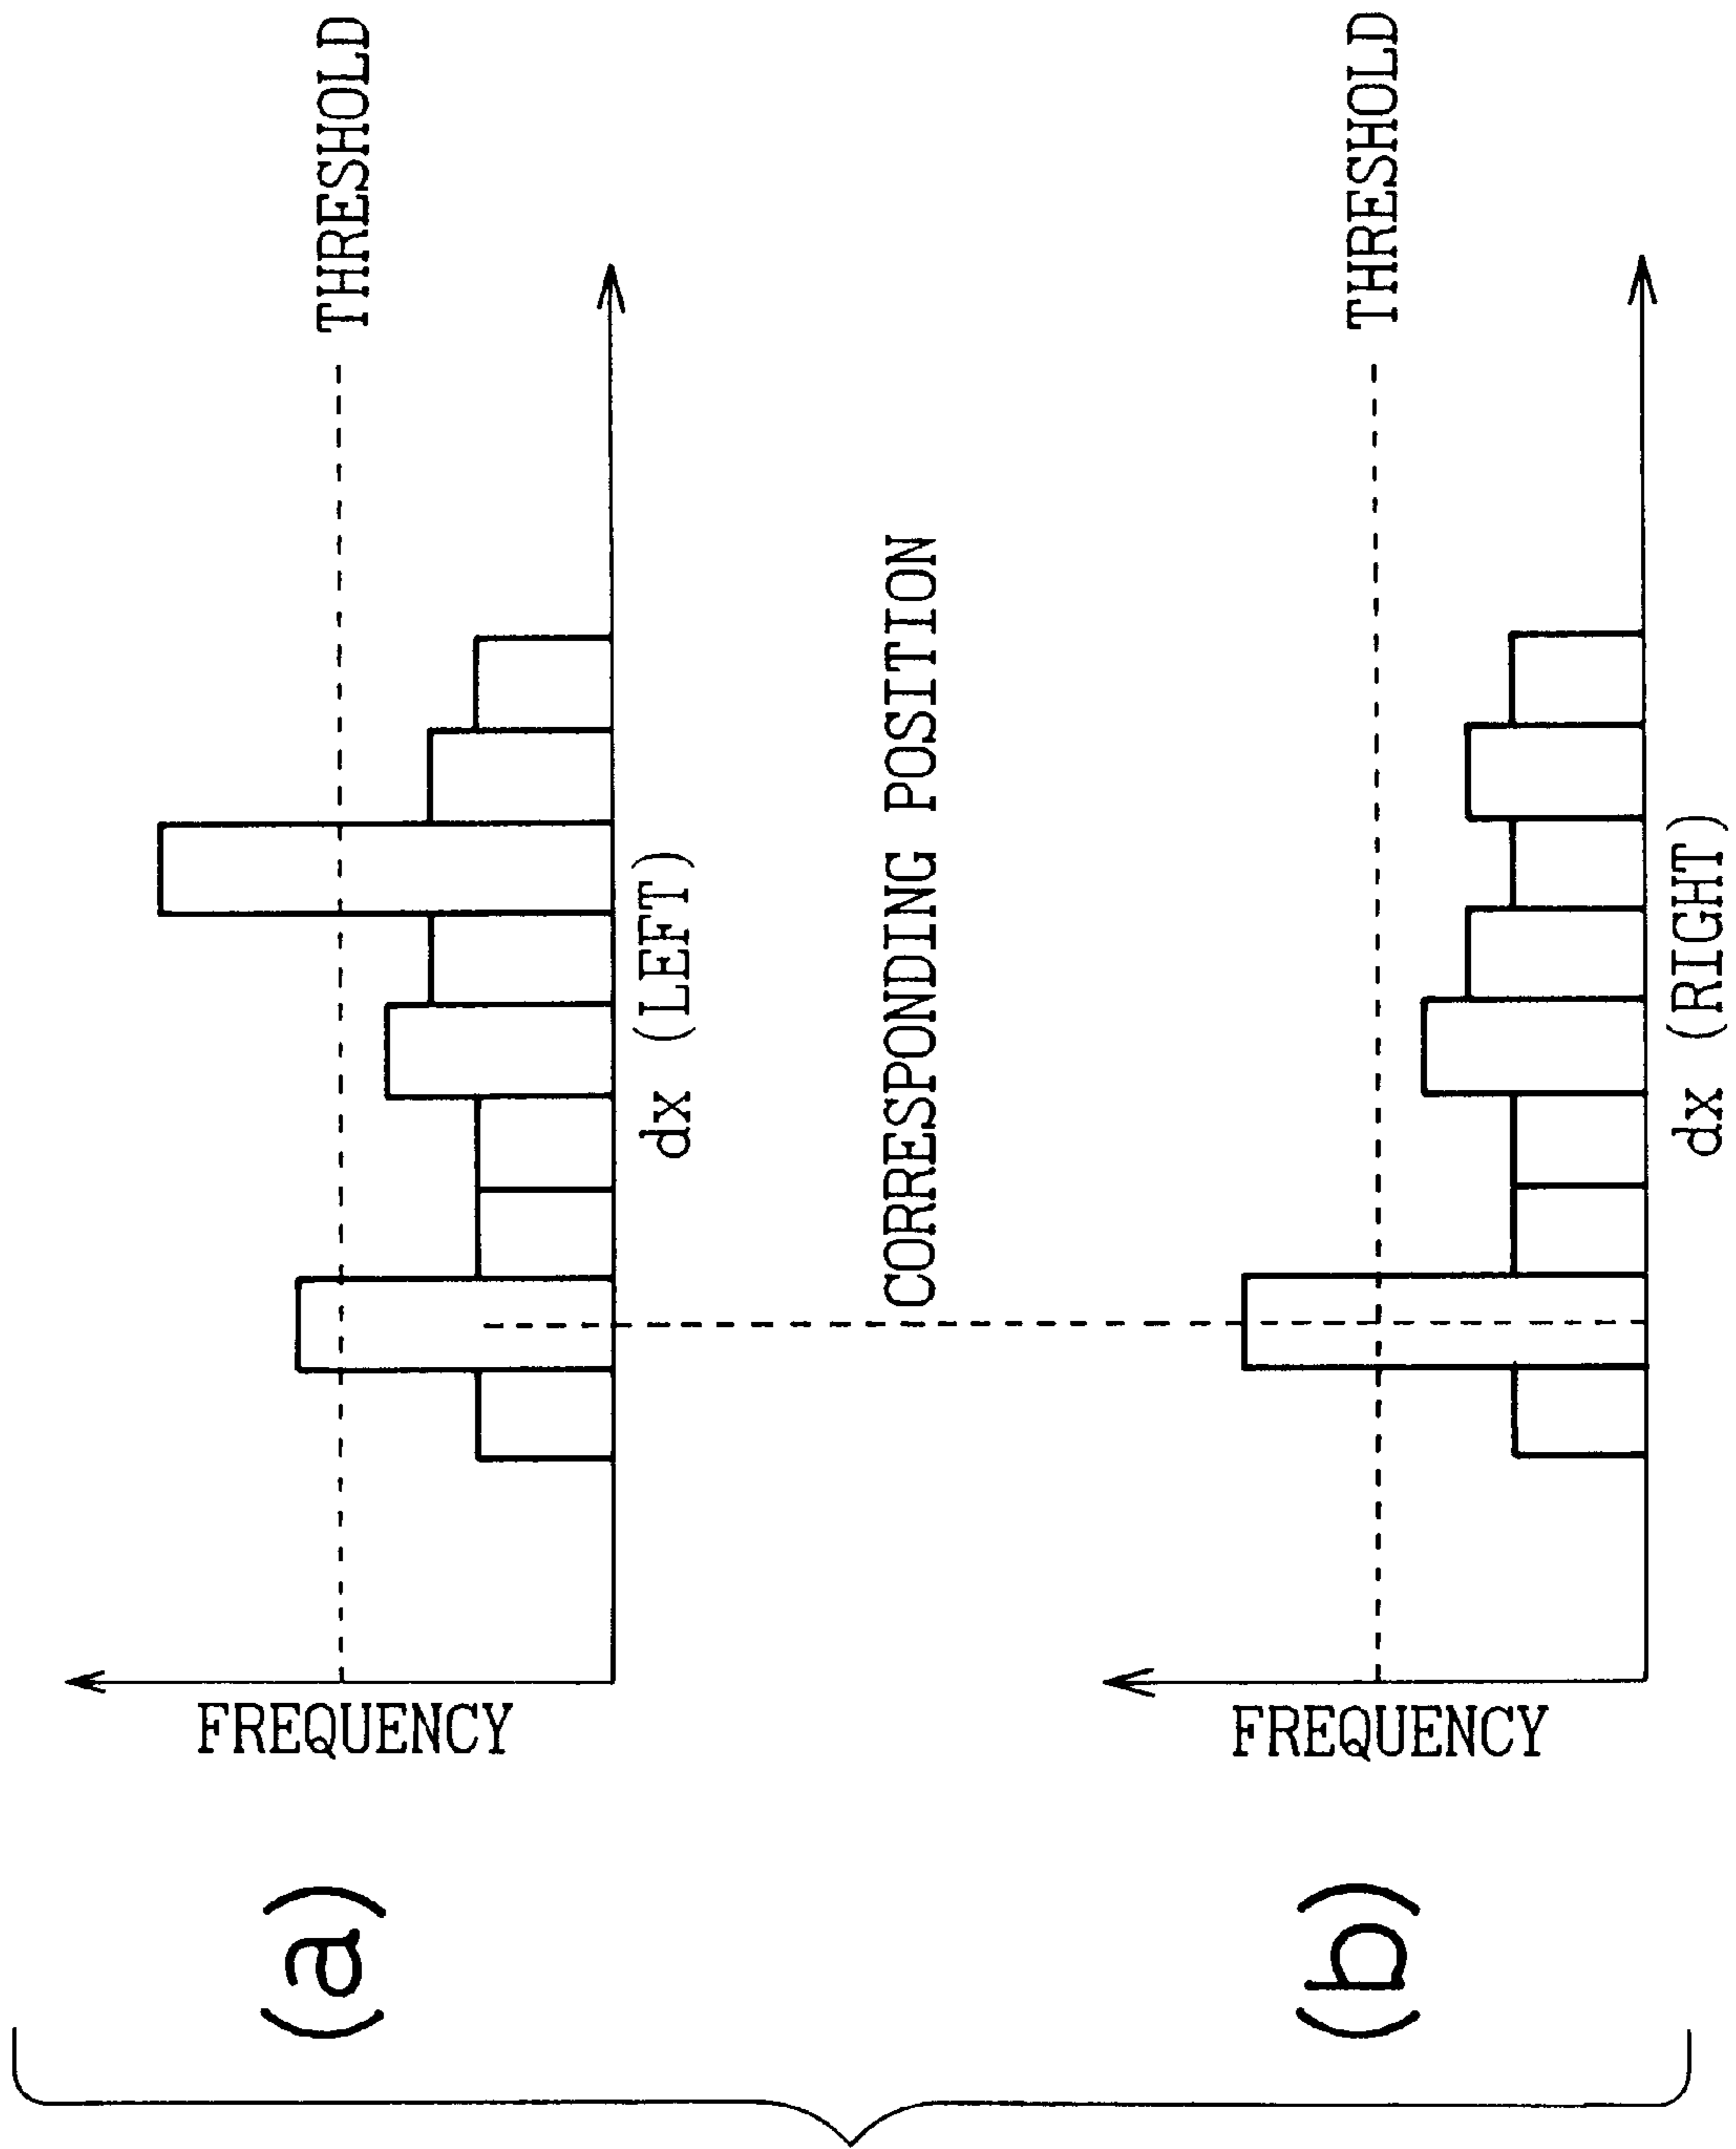 (a)
FREQUENCY
THRESHOLD
dx (LEFT)
CORRESPONDING POSITION
(b)
FREQUENCY
THRESHOLD
dx (RIGHT)